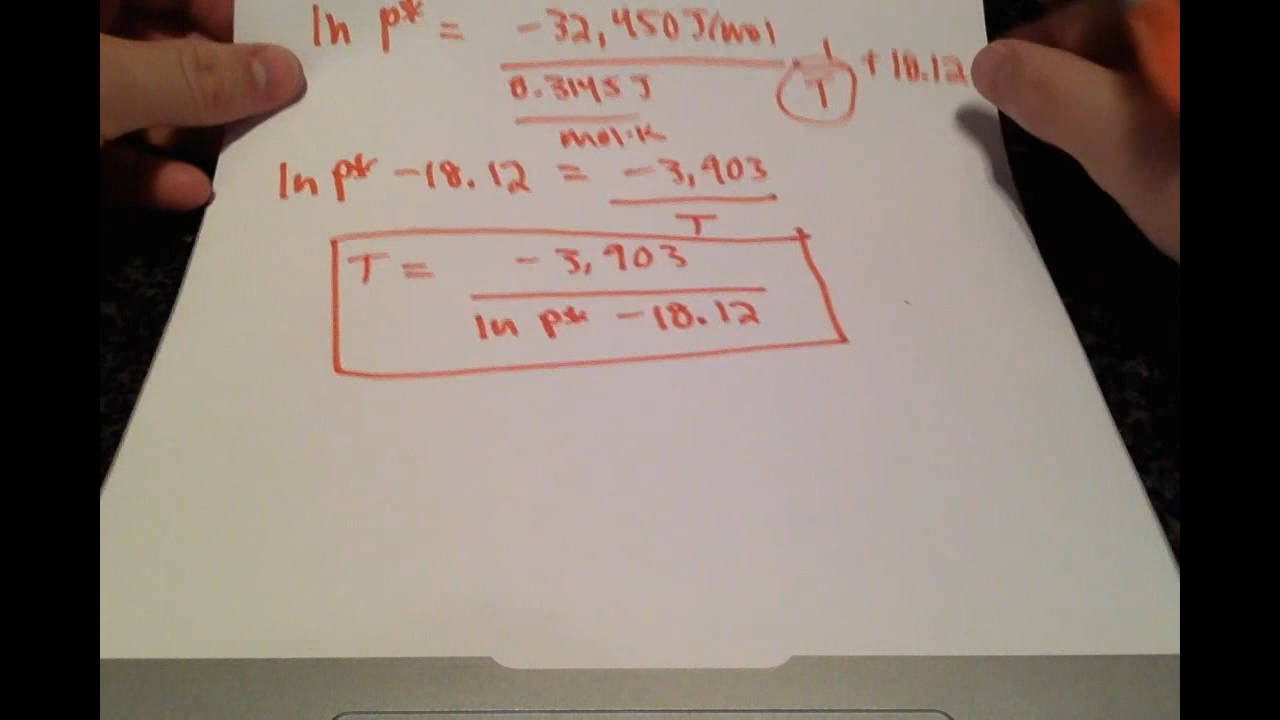 ln p* = -32,450 J/mol / 8.3145 J / mol·K · 1 / T + 18.12
ln p* - 18.12 = -3,903 / T
T = -3,903 / ln p* - 18.12